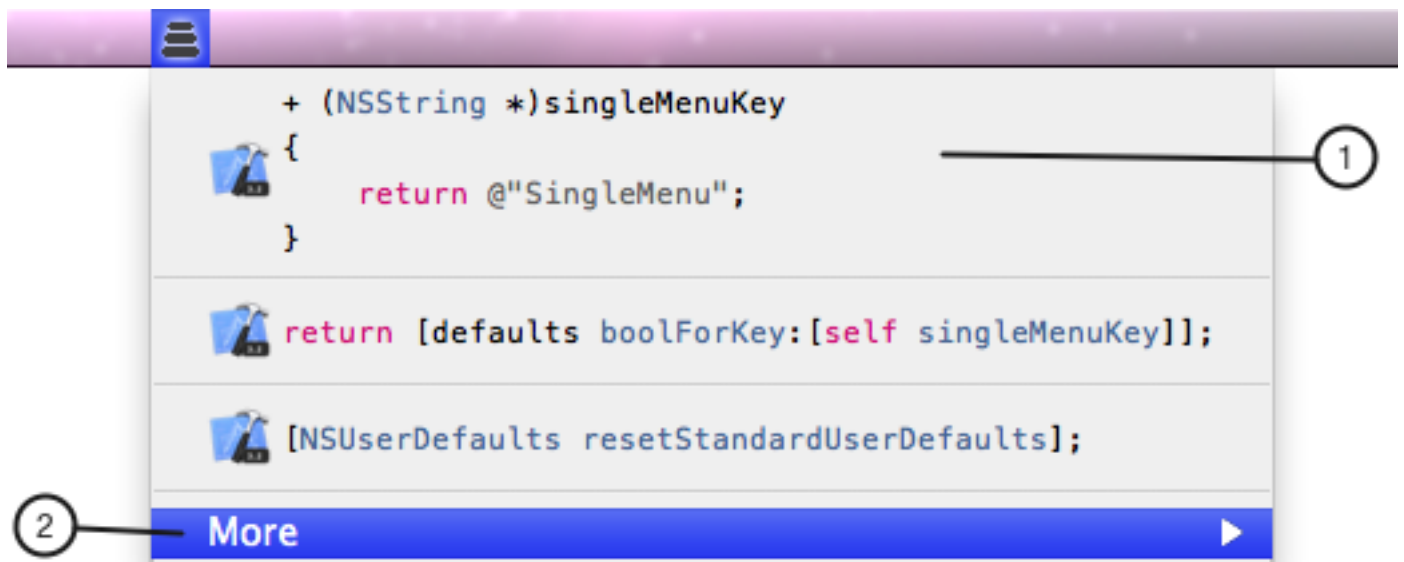 + (NSString *)singleMenuKey
{
return @"SingleMenu";
}
1
return [defaults boolForKey:[self singleMenuKey]];
[NSUserDefaults resetStandardUserDefaults];
2
More